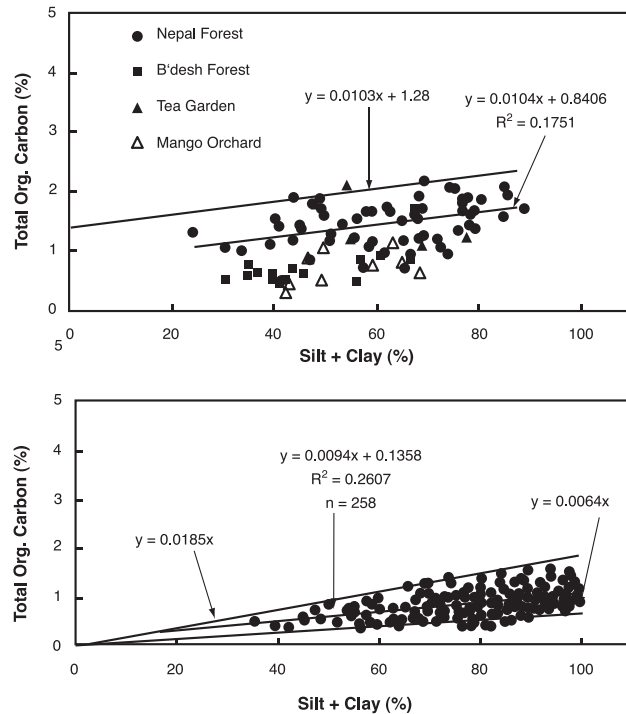 5
4
3
2
1
0
Total Org. Carbon (%)
Nepal Forest
B'desh Forest
Tea Garden
Mango Orchard
y = 0.0103x + 1.28
y = 0.0104x + 0.8406
R² = 0.1751
0 20 40 60 80 100
5
Silt + Clay (%)
5
4
3
2
1
0
Total Org. Carbon (%)
y = 0.0094x + 0.1358
R² = 0.2607
n = 258
y = 0.0064x
y = 0.0185x
0 20 40 60 80 100
Silt + Clay (%)